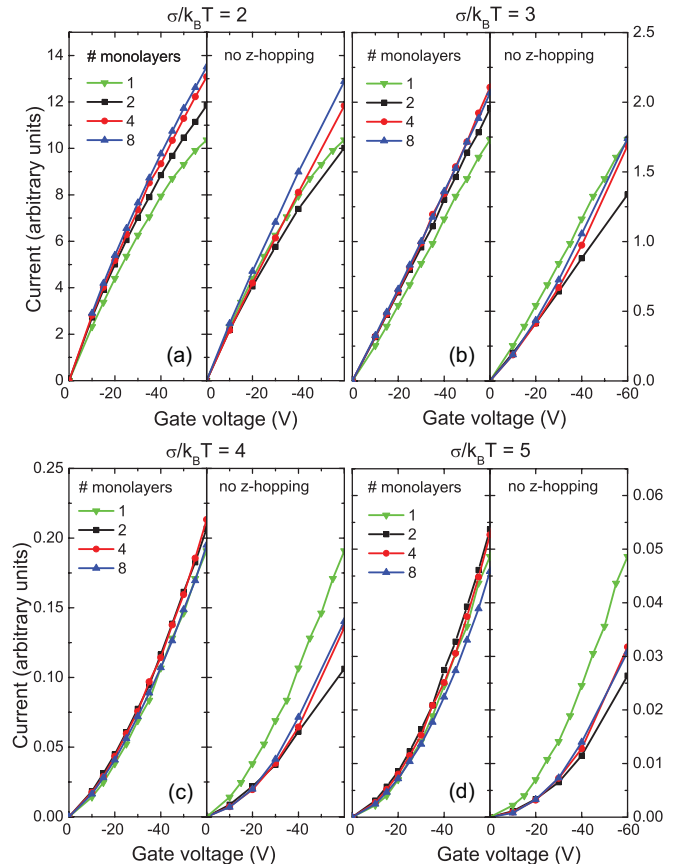 σ/k_BT = 2
σ/k_BT = 3
# monolayers
1
2
4
8
no z-hopping
(a)
# monolayers
1
2
4
8
no z-hopping
(b)
Current (arbitrary units)
14
12
10
8
6
4
2
0
2.5
2.0
1.5
1.0
0.5
0.0
0 -20 -40 -20 -40 0 -20 -40 -20 -40 -60
Gate voltage (V)
Gate voltage (V)
σ/k_BT = 4
σ/k_BT = 5
# monolayers
1
2
4
8
no z-hopping
(c)
# monolayers
1
2
4
8
no z-hopping
(d)
Current (arbitrary units)
0.25
0.20
0.15
0.10
0.05
0.00
0.06
0.05
0.04
0.03
0.02
0.01
0.00
0 -20 -40 -20 -40 0 -20 -40 -20 -40 -60
Gate voltage (V)
Gate voltage (V)